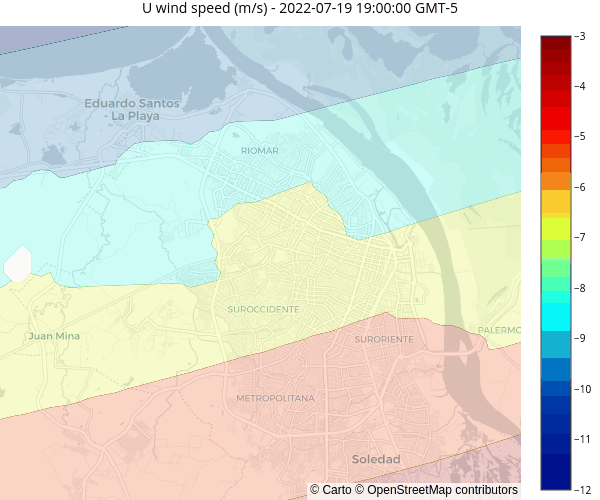 U wind speed (m/s) - 2022-07-19 19:00:00 GMT-5
−3
Eduardo Santos
- La Playa
−4
−5
RIOMAR
−6
−7
−8
SUROCCIDENTE
Juan Mina
PALERMO
SURORIENTE
−9
METROPOLITANA
−10
−11
Soledad
© Carto © OpenStreetMap contributors
−12